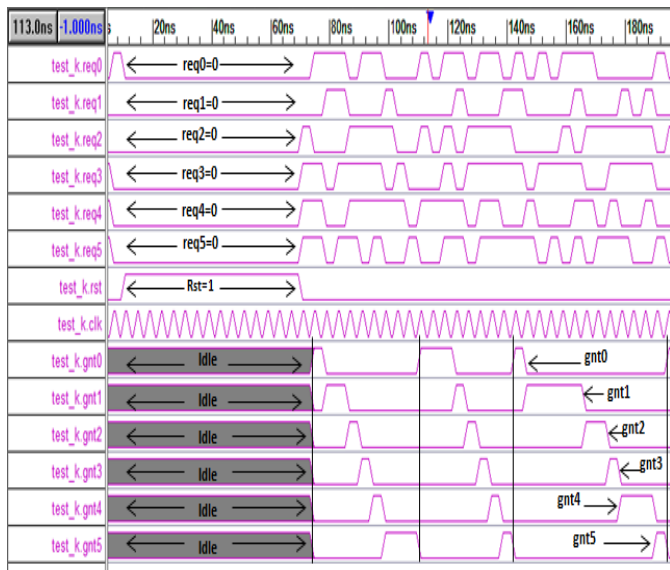 113.0ns -1.000ns s 20ns 40ns 60ns 80ns 100ns 120ns 140ns 160ns 180ns
test_k.req0 req0=0
test_k.req1 req1=0
test_k.req2 req2=0
test_k.req3 req3=0
test_k.req4 req4=0
test_k.req5 req5=0
test_k.rst Rst=1
test_k.clk
test_k.gnt0 Idle gnt0
test_k.gnt1 Idle gnt1
test_k.gnt2 Idle gnt2
test_k.gnt3 Idle gnt3
test_k.gnt4 Idle gnt4
test_k.gnt5 Idle gnt5